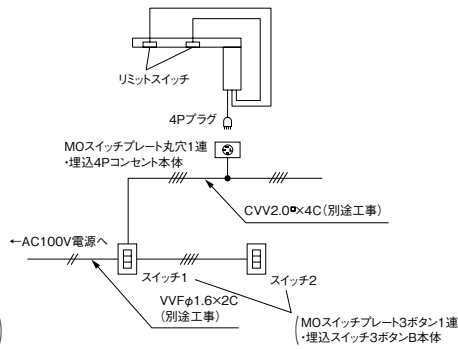 リミットスイッチ
4Pプラグ
MOスイッチプレート丸穴1連
・埋込4Pコンセント本体
CVV2.0□×4C(別途工事)
←AC100V電源へ
スイッチ1
スイッチ2
VVFφ1.6×2C
(別途工事)
(MOスイッチプレート3ボタン1連
・埋込スイッチ3ボタンB本体
)